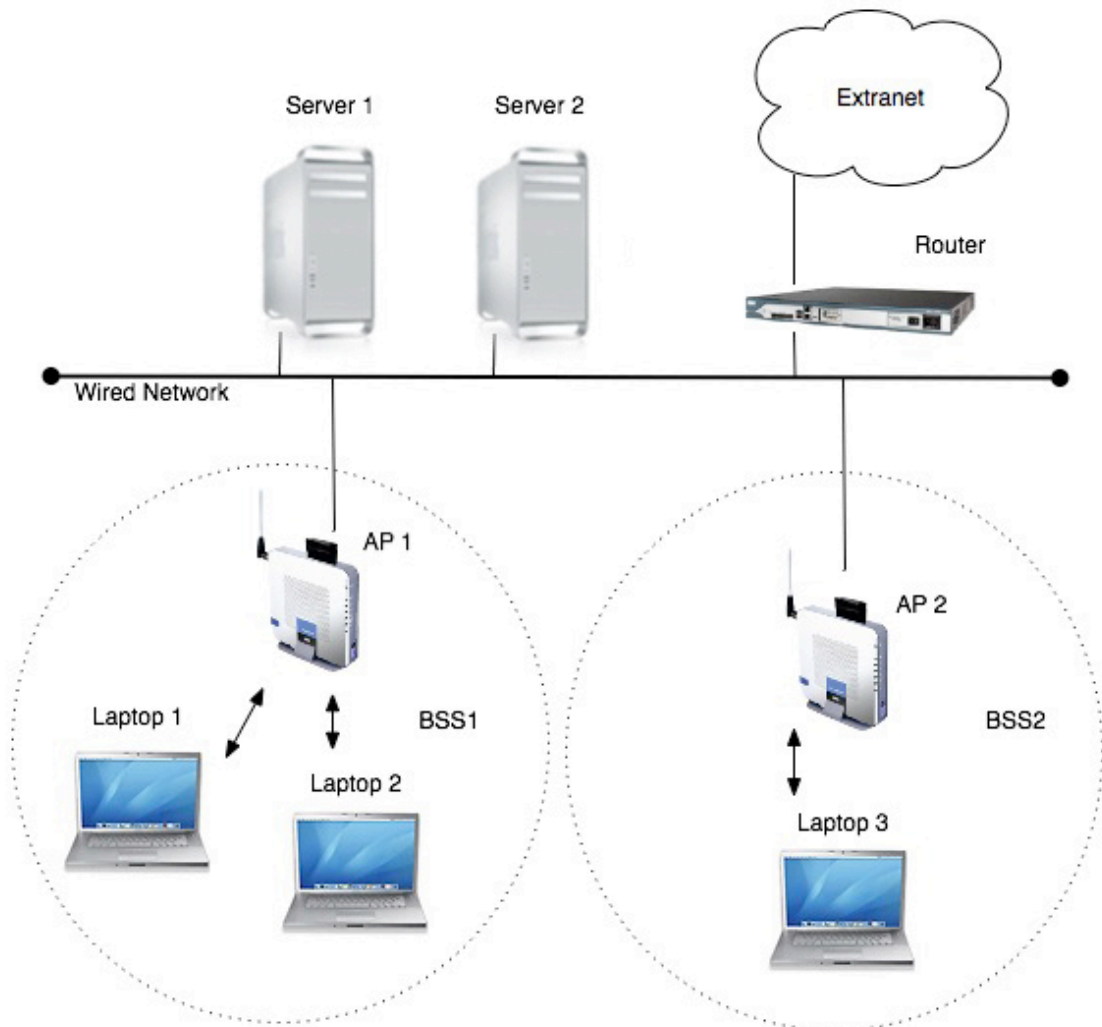 Extranet
Server 1
Server 2
Router
Wired Network
AP 1
AP 2
Laptop 1
BSS1
BSS2
Laptop 2
Laptop 3